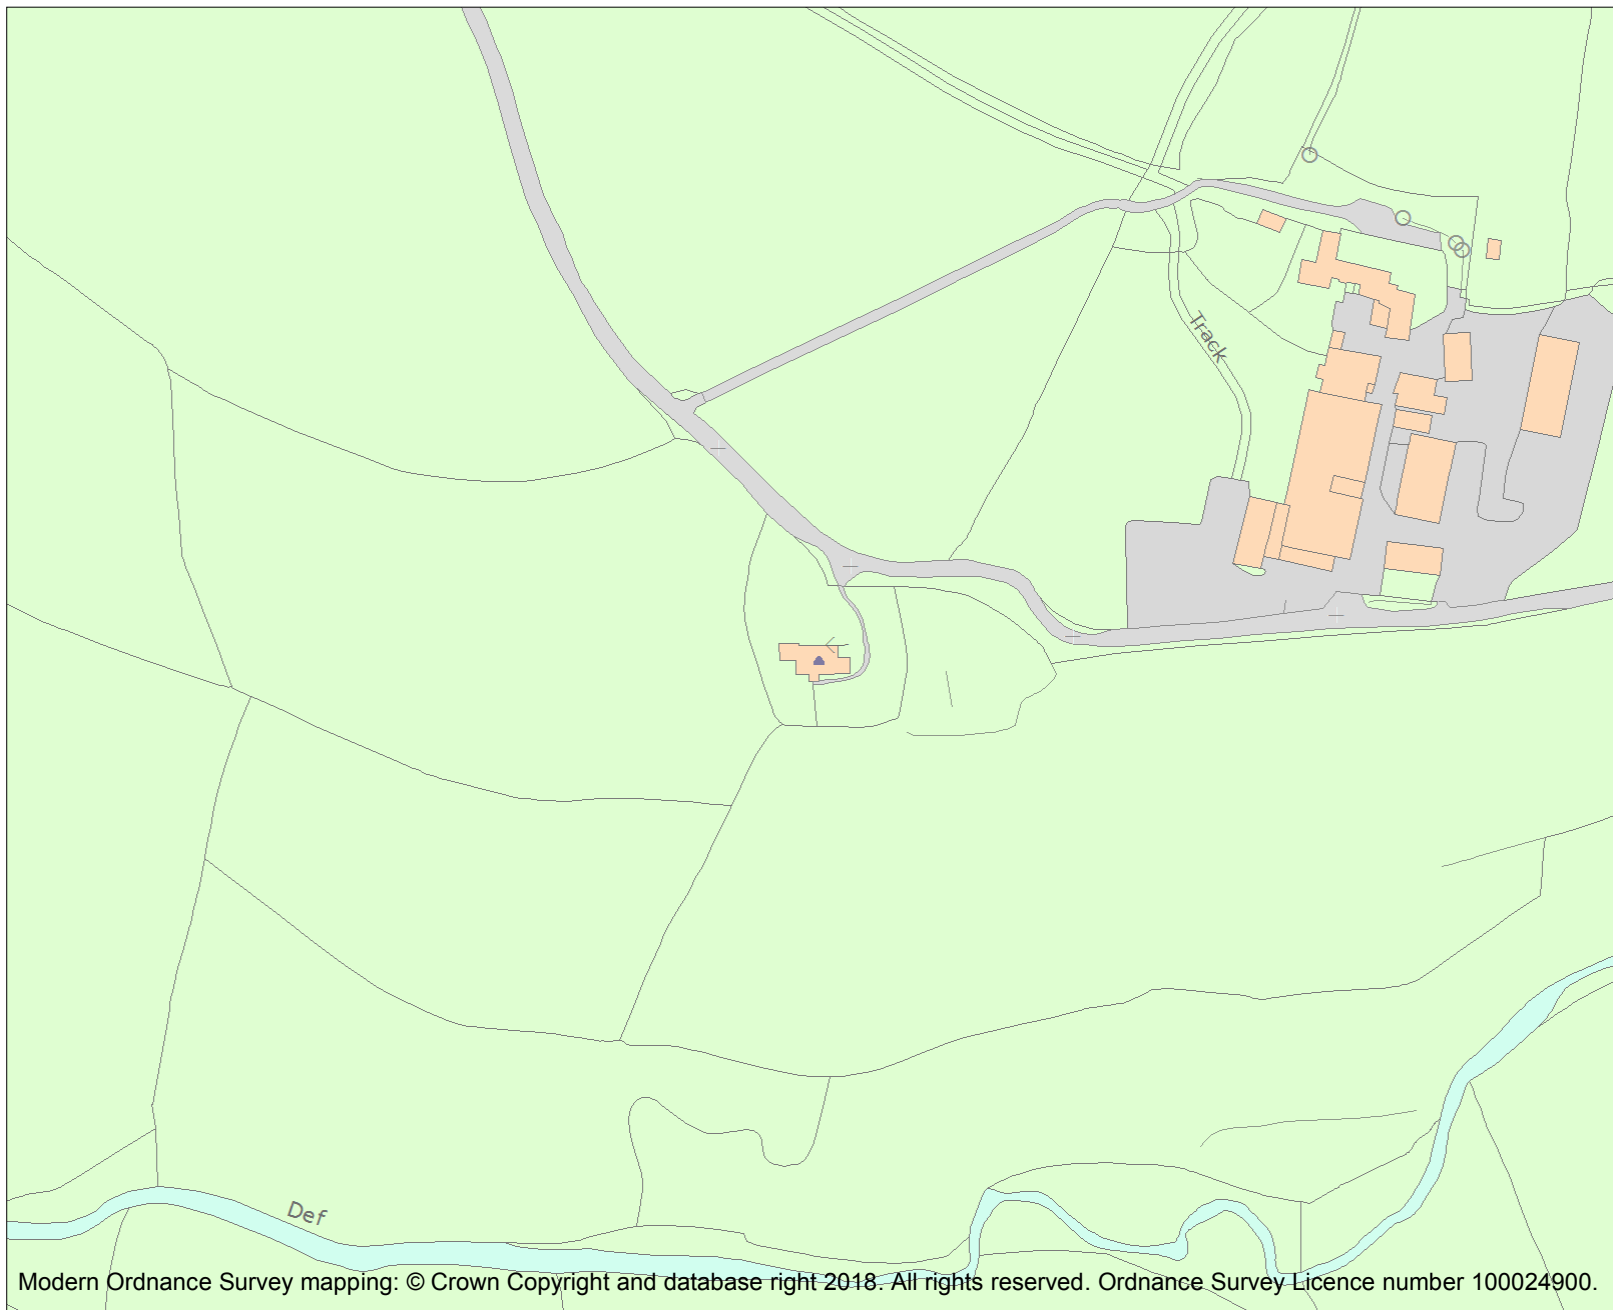 Track
Def
Modern Ordnance Survey mapping: © Crown Copyright and database right 2018. All rights reserved. Ordnance Survey Licence number 100024900.